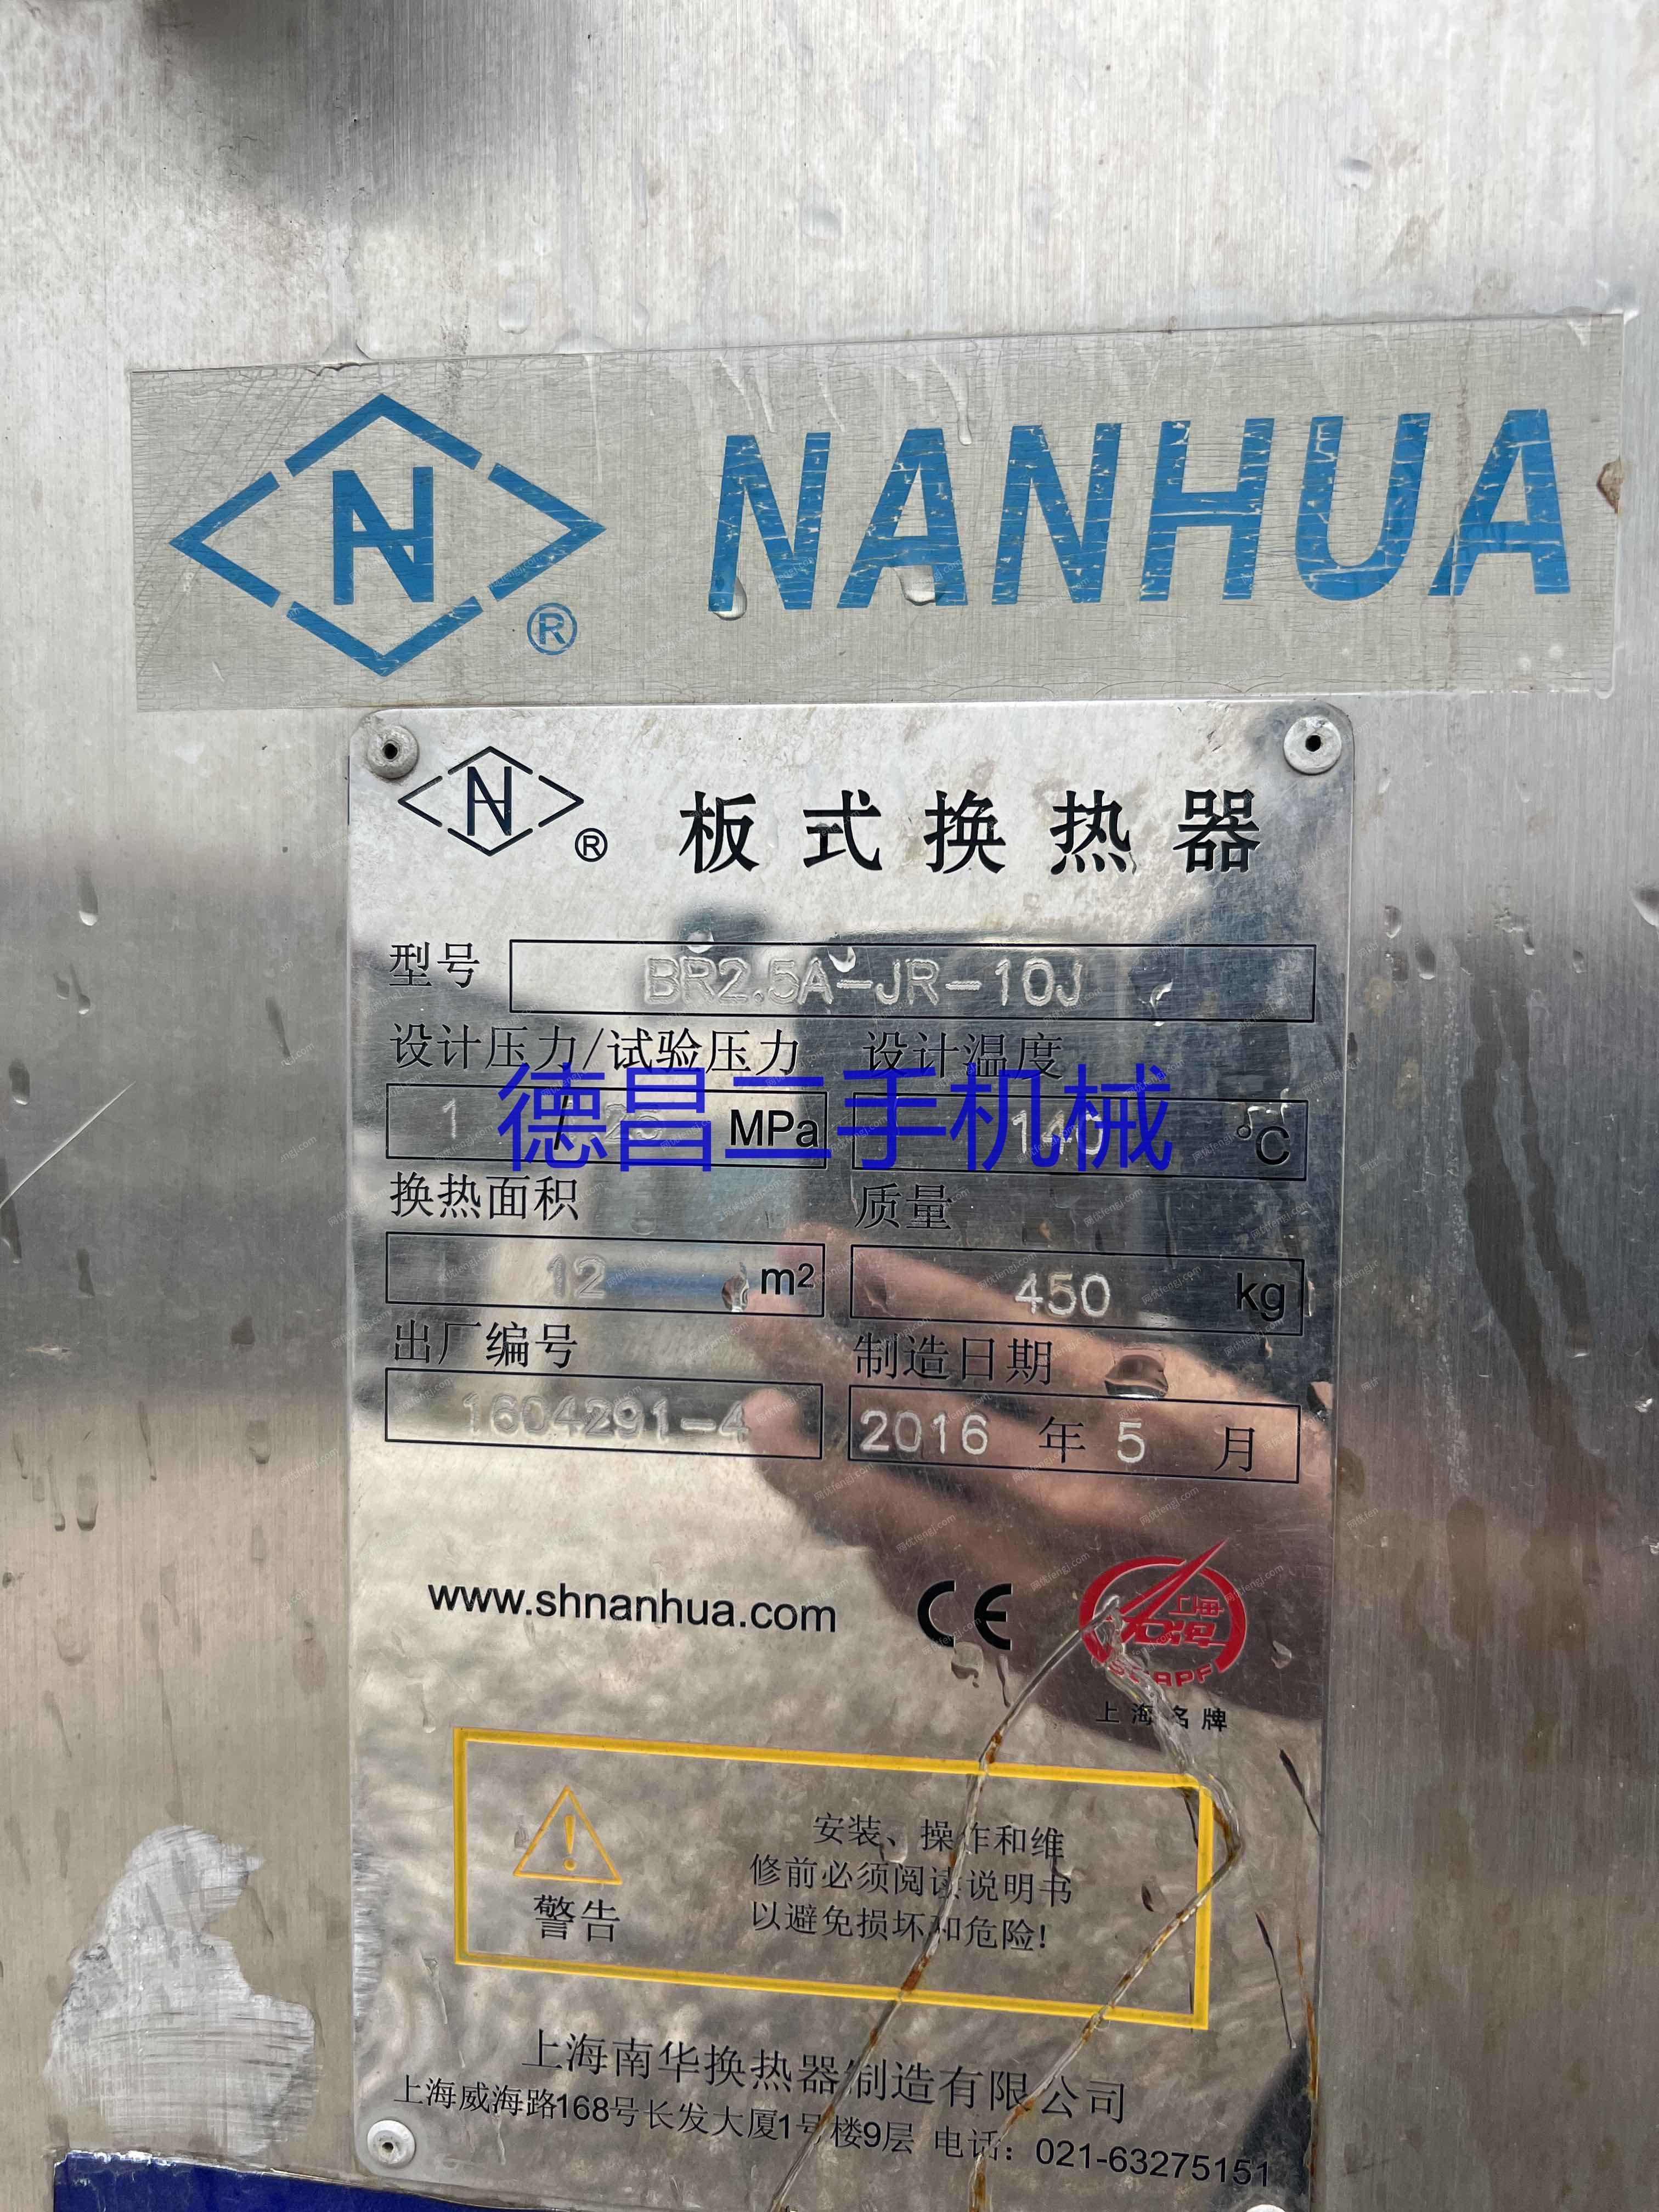 N ® NANHUA
N ® 板式换热器
型号 BR2.5A-JR-10J
设计压力/试验压力 设计温度
1 / 25 MPa 140 °C
德昌二手机械
换热面积 质量
12 m² 450 kg
出厂编号 制造日期
1604291-4 2016 年 5 月
www.shnanhua.com CE
上海名牌
安装、操作和维
修前必须阅读说明书
以避免损坏和危险!
警告
上海南华换热器制造有限公司
上海威海路168号长发大厦1号楼9层 电话：021-63275151